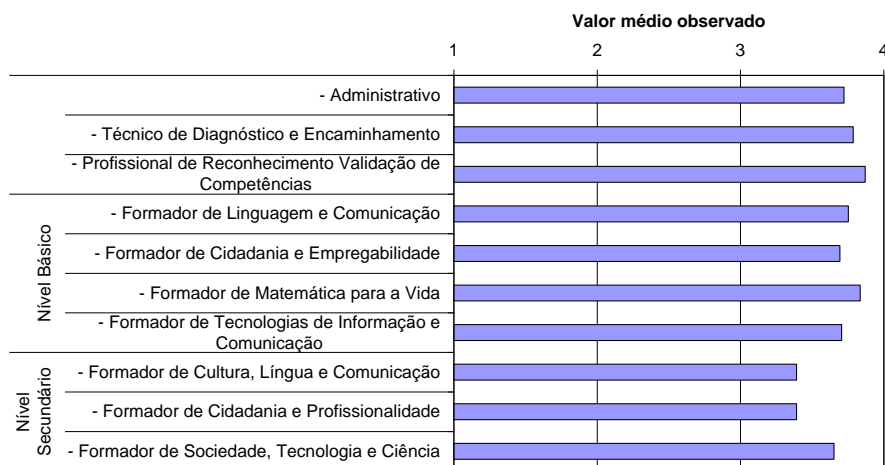 Valor médio observado
1 2 3 4
- Administrativo
- Técnico de Diagnóstico e Encaminhamento
- Profissional de Reconhecimento Validação de
Competências
Nível Básico
- Formador de Linguagem e Comunicação
- Formador de Cidadania e Empregabilidade
- Formador de Matemática para a Vida
- Formador de Tecnologias de Informação e
Comunicação
Nível
Secundário
- Formador de Cultura, Língua e Comunicação
- Formador de Cidadania e Profissionalidade
- Formador de Sociedade, Tecnologia e Ciência